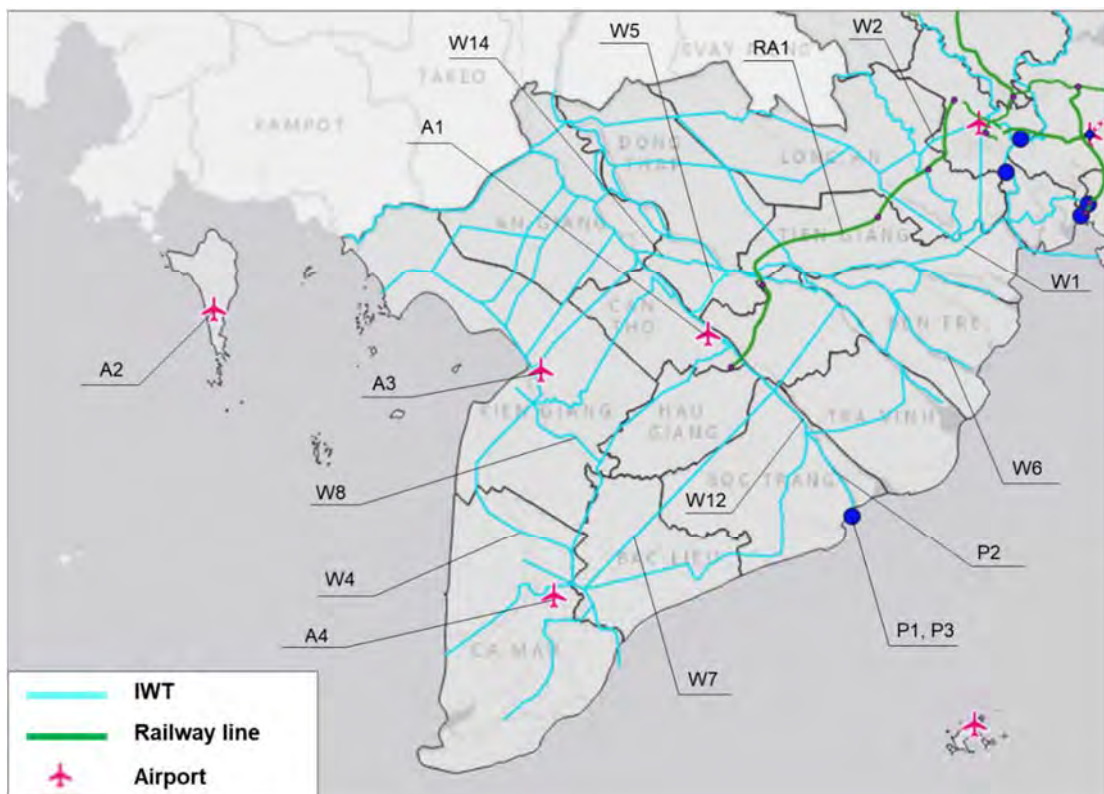 W14
W5
RA1
W2
SVAY RIENG
TAKEO
A1
KAMPOT
DONG
THAP
LONG AN
AN GIANG
TIEN GIANG
W1
CAN
THO
BEN TRE
A2
A3
KIEN GIANG
HAU
GIANG
TRA VINH
W8
W6
W12
SOC TRANG
BAC LIEU
P2
W4
A4
P1, P3
CA MAU
W7
IWT
Railway line
Airport